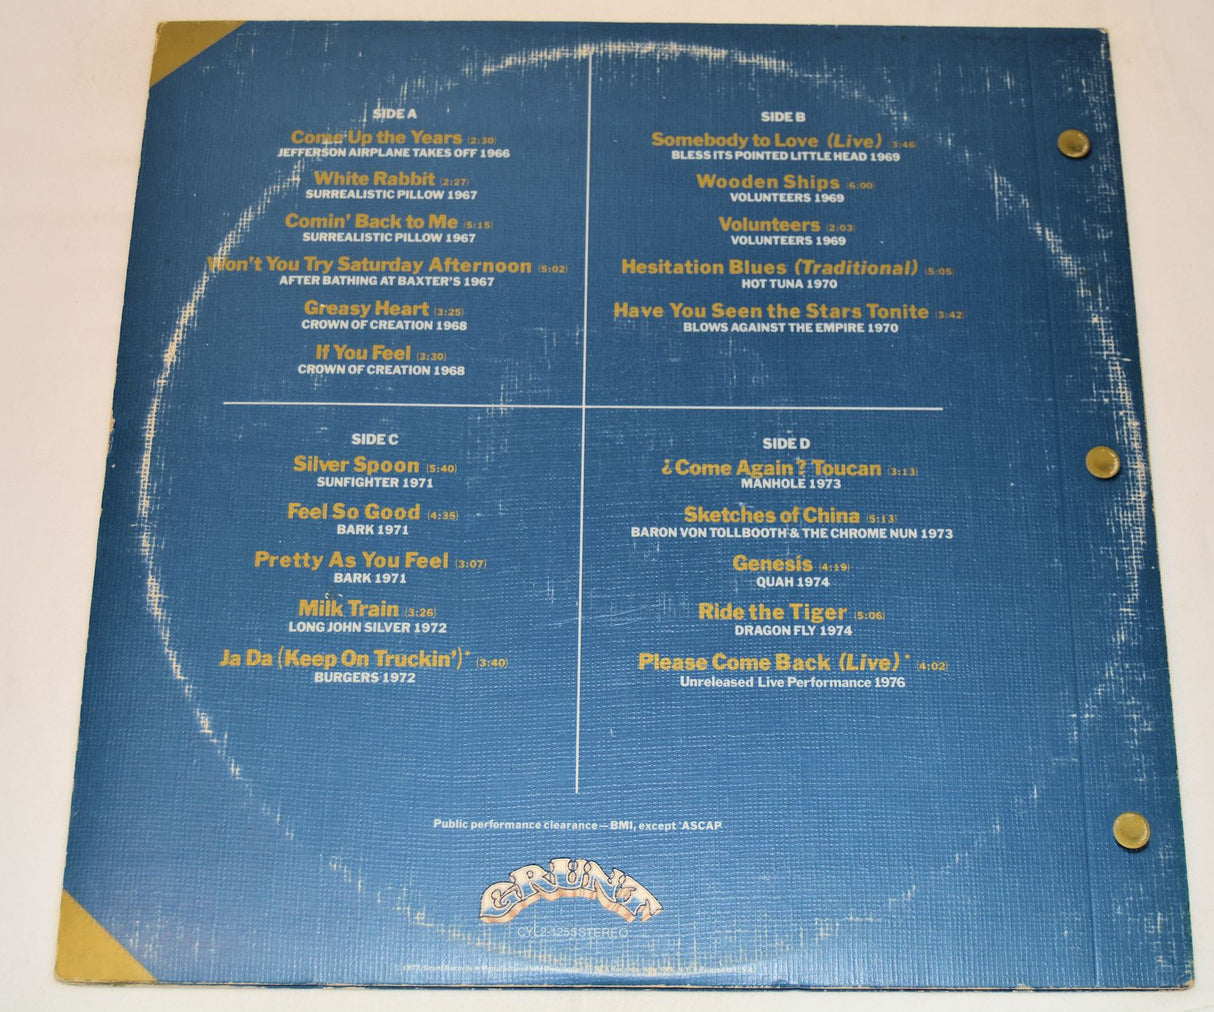 SIDE A
Come Up the Years (2:30)
JEFFERSON AIRPLANE TAKES OFF 1966
White Rabbit (2:27)
SURREALISTIC PILLOW 1967
Comin' Back to Me (5:15)
SURREALISTIC PILLOW 1967
Won't You Try Saturday Afternoon (5:02)
AFTER BATHING AT BAXTER'S 1967
Greasy Heart (3:25)
CROWN OF CREATION 1968
If You Feel (3:30)
CROWN OF CREATION 1968
SIDE B
Somebody to Love (Live) 3:46
BLESS ITS POINTED LITTLE HEAD 1969
Wooden Ships (6:00)
VOLUNTEERS 1969
Volunteers (2:03)
VOLUNTEERS 1969
Hesitation Blues (Traditional) (5:05)
HOT TUNA 1970
Have You Seen the Stars Tonite (3:42)
BLOWS AGAINST THE EMPIRE 1970
SIDE C
Silver Spoon (5:40)
SUNFIGHTER 1971
Feel So Good (4:35)
BARK 1971
Pretty As You Feel (3:07)
BARK 1971
Milk Train (3:26)
LONG JOHN SILVER 1972
Ja Da (Keep On Truckin')* (3:40)
BURGERS 1972
SIDE D
¿Come Again? Toucan (3:13)
MANHOLE 1973
Sketches of China (5:13)
BARON VON TOLLBOOTH & THE CHROME NUN 1973
Genesis (4:19)
QUAH 1974
Ride the Tiger (5:06)
DRAGON FLY 1974
Please Come Back (Live)* (4:02)
Unreleased Live Performance 1976
Public performance clearance—BMI, except *ASCAP
GRUNT
CYL2-1255 STEREO
1977, Grunt Records